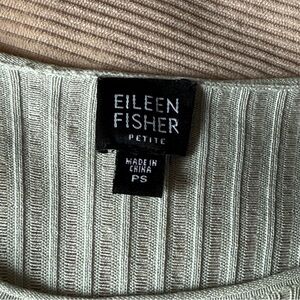 EILEEN
FISHER
PETITE
MADE IN
CHINA
PS